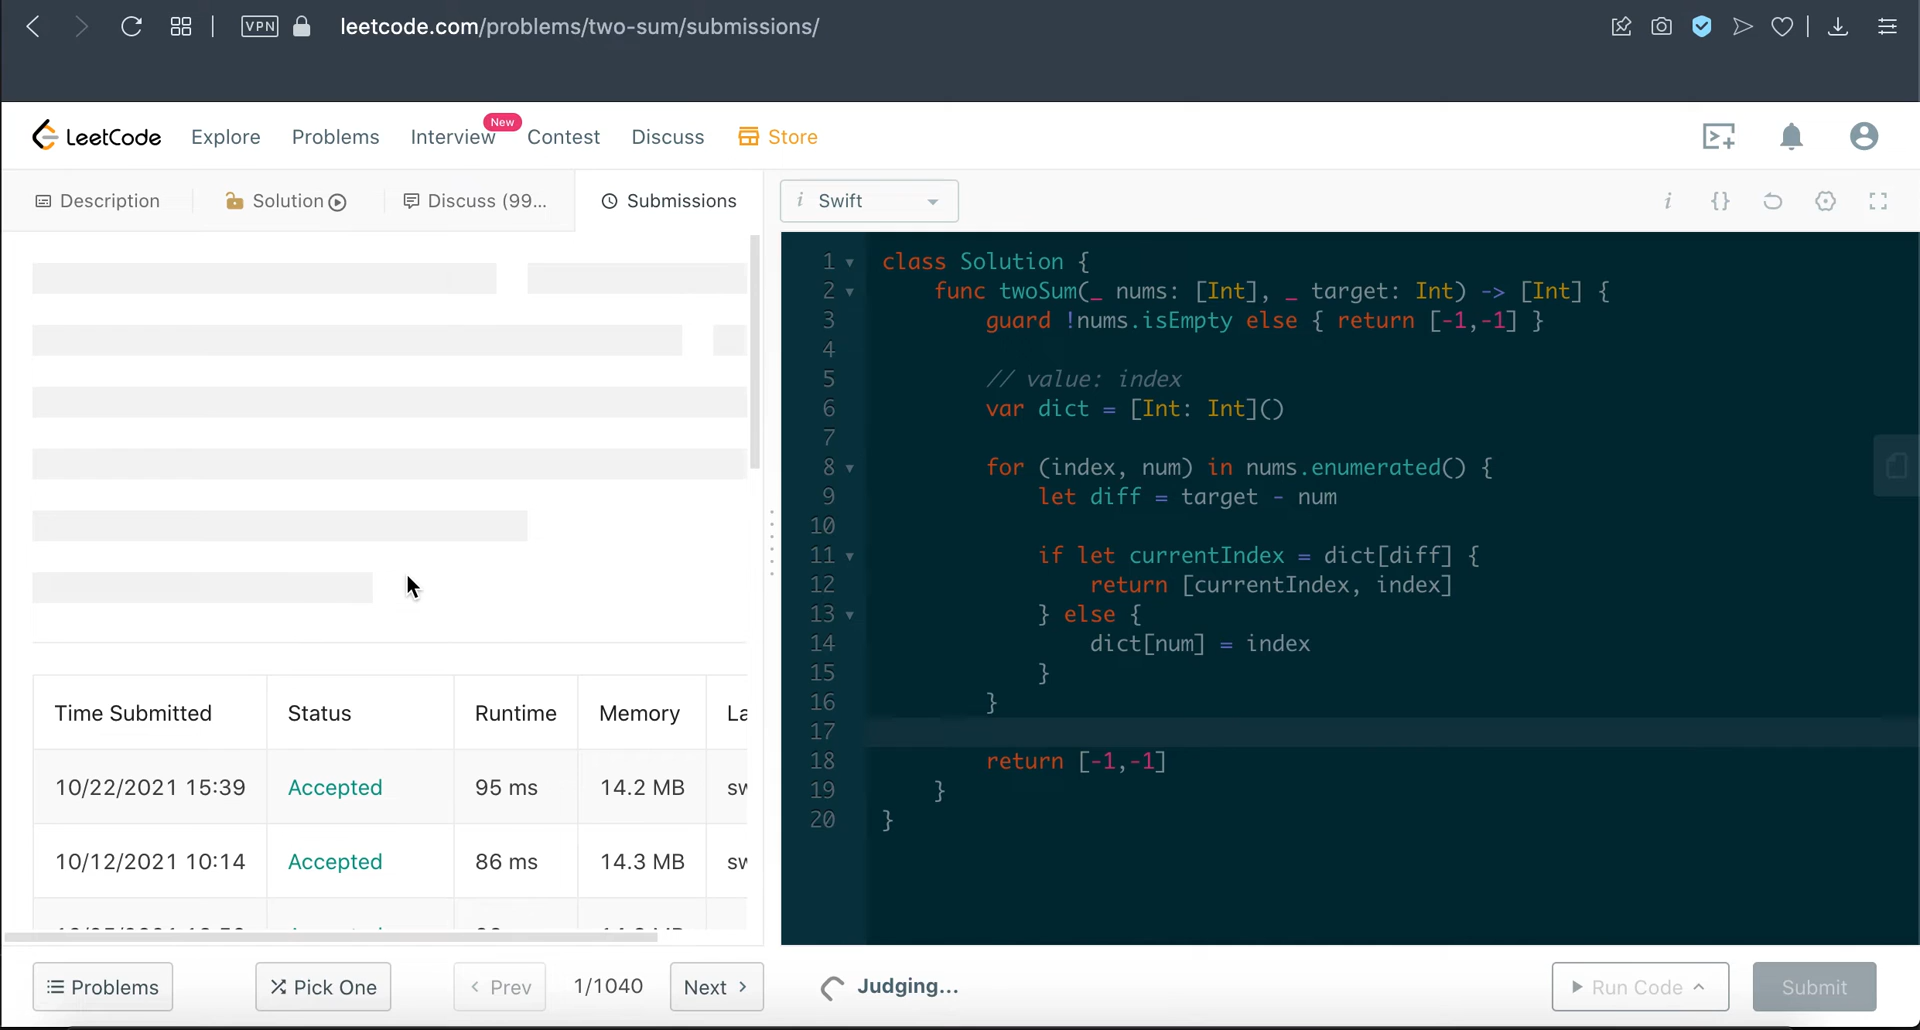 VPN leetcode.com/problems/two-sum/submissions/
LeetCode Explore Problems Interview New Contest Discuss Store
Description Solution Discuss (99... Submissions
i Swift
i {}
1 class Solution {
2 func twoSum(_ nums: [Int], _ target: Int) -> [Int] {
3 guard !nums.isEmpty else { return [-1,-1] }
4
5 // value: index
6 var dict = [Int: Int]()
7
8 for (index, num) in nums.enumerated() {
9 let diff = target - num
10
11 if let currentIndex = dict[diff] {
12 return [currentIndex, index]
13 } else {
14 dict[num] = index
15 }
16 }
17
18 return [-1,-1]
19 }
20 }
Time Submitted Status Runtime Memory La
10/22/2021 15:39 Accepted 95 ms 14.2 MB sw
10/12/2021 10:14 Accepted 86 ms 14.3 MB sw
Problems Pick One < Prev 1/1040 Next > Judging... Run Code Submit